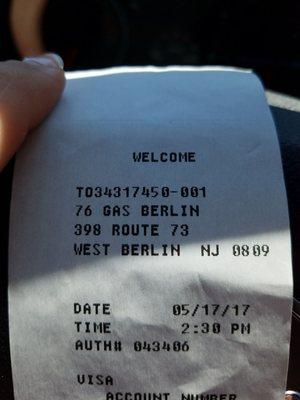 WELCOME
TO34317450-001
76 GAS BERLIN
398 ROUTE 73
WEST BERLIN NJ 0809
DATE 05/17/17
TIME 2:30 PM
AUTH# 043406
VISA
ACCOUNT NUMBER